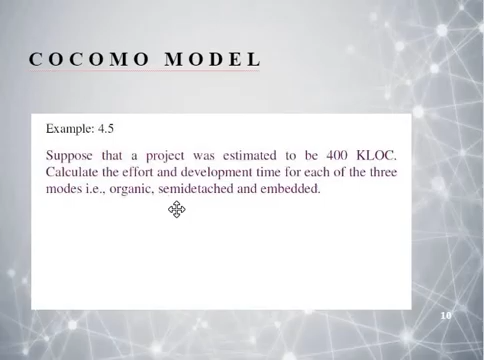 COCOMO MODEL
Example: 4.5
Suppose that a project was estimated to be 400 KLOC.
Calculate the effort and development time for each of the three
modes i.e., organic, semidetached and embedded.
10